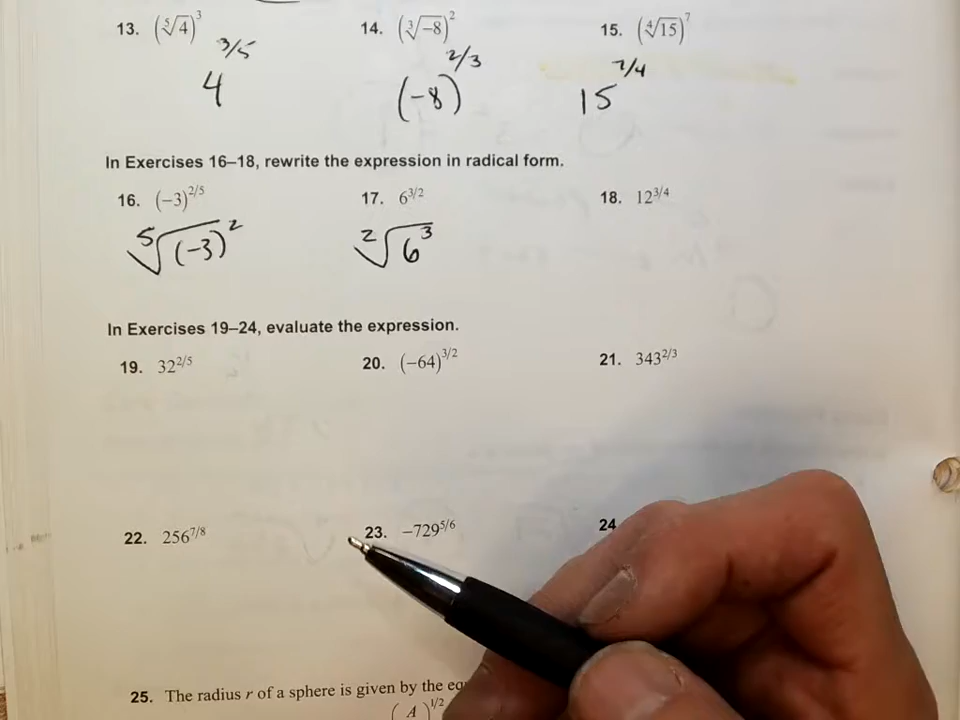 13. (⁵√4)³ 14. (³√-8)² 15. (⁴√15)⁷
4^3/5 (-8)^2/3 15^7/4
In Exercises 16–18, rewrite the expression in radical form.
16. (−3)^2/5 17. 6^3/2 18. 12^3/4
⁵√(-3)² ²√6³
In Exercises 19–24, evaluate the expression.
19. 32^2/5 20. (−64)^3/2 21. 343^2/3
22. 256^7/8 23. −729^5/6 24
25. The radius r of a sphere is given by the
(A)^1/2